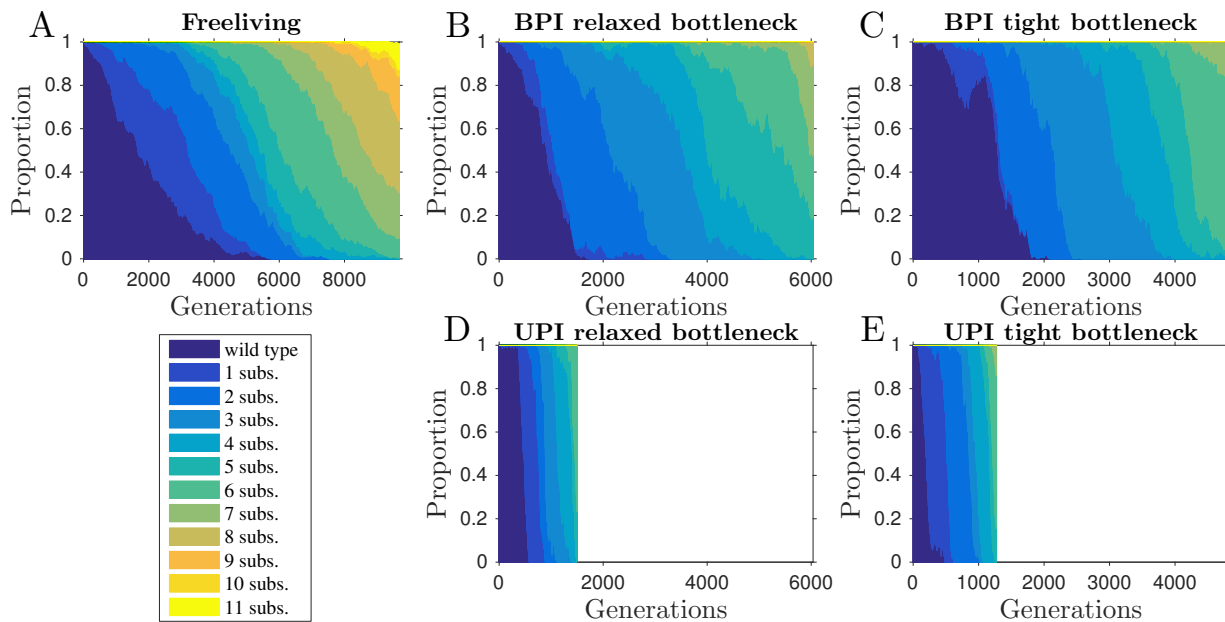 A Freeliving
1
0.8
0.6
0.4
0.2
0
Proportion
0 2000 4000 6000 8000
Generations
B BPI relaxed bottleneck
1
0.8
0.6
0.4
0.2
0
Proportion
0 2000 4000 6000
Generations
C BPI tight bottleneck
1
0.8
0.6
0.4
0.2
0
Proportion
0 1000 2000 3000 4000
Generations
wild type
1 subs.
2 subs.
3 subs.
4 subs.
5 subs.
6 subs.
7 subs.
8 subs.
9 subs.
10 subs.
11 subs.
D UPI relaxed bottleneck
1
0.8
0.6
0.4
0.2
0
Proportion
0 2000 4000 6000
Generations
E UPI tight bottleneck
1
0.8
0.6
0.4
0.2
0
Proportion
0 1000 2000 3000 4000
Generations